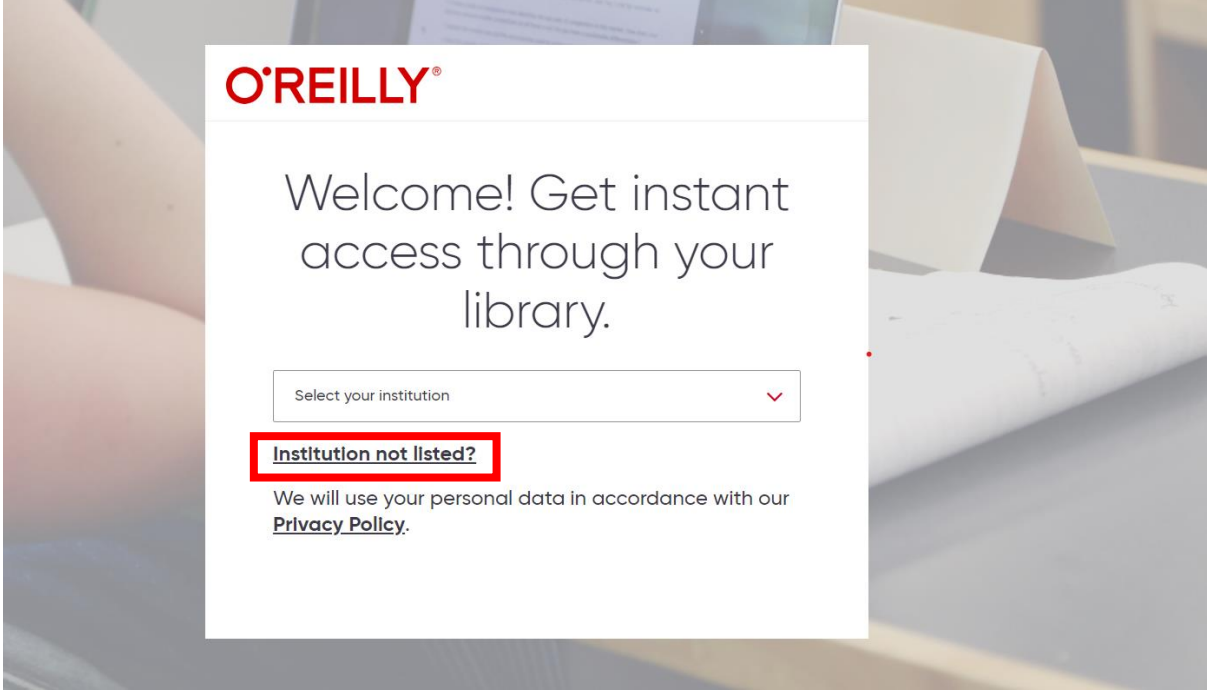 O'REILLY®
Welcome! Get instant
access through your
library.
Select your institution
Institution not listed?
We will use your personal data in accordance with our
Privacy Policy.